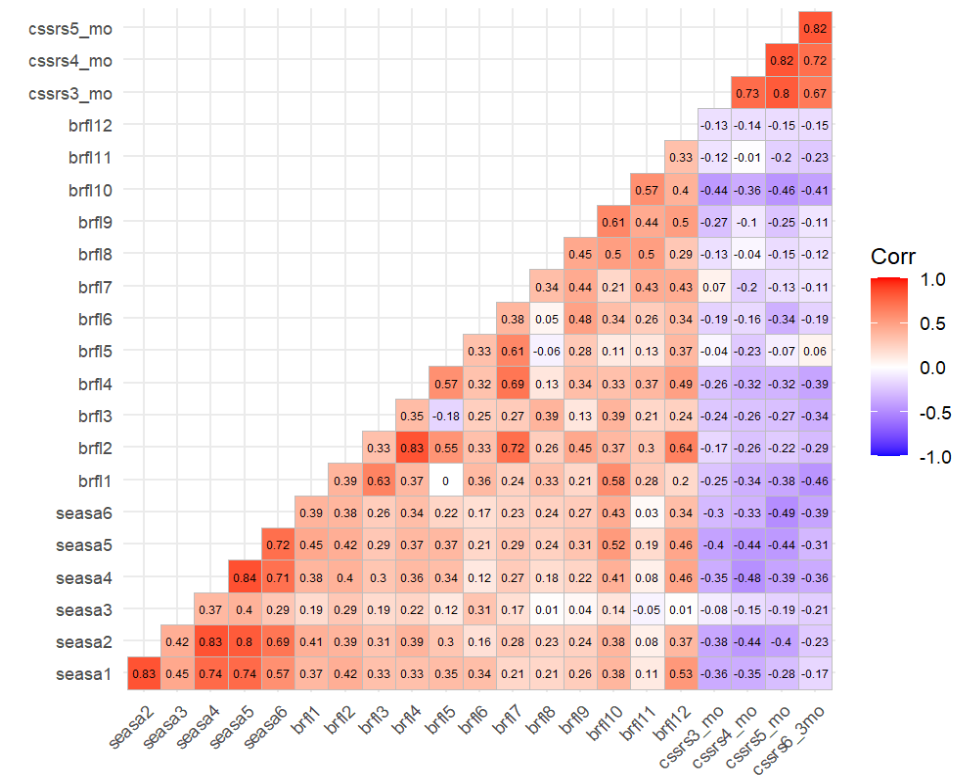 cssrs5_mo 0.82
cssrs4_mo 0.82 0.72
cssrs3_mo 0.73 0.8 0.67
brfl12 -0.13 -0.14 -0.15 -0.15
brfl11 0.33 -0.12 -0.01 -0.2 -0.23
brfl10 0.57 0.4 -0.44 -0.36 -0.46 -0.41
brfl9 0.61 0.44 0.5 -0.27 -0.1 -0.25 -0.11
brfl8 0.45 0.5 0.5 0.29 -0.13 -0.04 -0.15 -0.12
brfl7 0.34 0.44 0.21 0.43 0.43 0.07 -0.2 -0.13 -0.11
brfl6 0.38 0.05 0.48 0.34 0.26 0.34 -0.19 -0.16 -0.34 -0.19
brfl5 0.33 0.61 -0.06 0.28 0.11 0.13 0.37 -0.04 -0.23 -0.07 0.06
brfl4 0.57 0.32 0.69 0.13 0.34 0.33 0.37 0.49 -0.26 -0.32 -0.32 -0.39
brfl3 0.35 -0.18 0.25 0.27 0.39 0.13 0.39 0.21 0.24 -0.24 -0.26 -0.27 -0.34
brfl2 0.33 0.83 0.55 0.33 0.72 0.26 0.45 0.37 0.3 0.64 -0.17 -0.26 -0.22 -0.29
brfl1 0.39 0.63 0.37 0 0.36 0.24 0.33 0.21 0.58 0.28 0.2 -0.25 -0.34 -0.38 -0.46
seasa6 0.39 0.38 0.26 0.34 0.22 0.17 0.23 0.24 0.27 0.43 0.03 0.34 -0.3 -0.33 -0.49 -0.39
seasa5 0.72 0.45 0.42 0.29 0.37 0.37 0.21 0.29 0.24 0.31 0.52 0.19 0.46 -0.4 -0.44 -0.44 -0.31
seasa4 0.84 0.71 0.38 0.4 0.3 0.36 0.34 0.12 0.27 0.18 0.22 0.41 0.08 0.46 -0.35 -0.48 -0.39 -0.36
seasa3 0.37 0.4 0.29 0.19 0.29 0.19 0.22 0.12 0.31 0.17 0.01 0.04 0.14 -0.05 0.01 -0.08 -0.15 -0.19 -0.21
seasa2 0.42 0.83 0.8 0.69 0.41 0.39 0.31 0.39 0.3 0.16 0.28 0.23 0.24 0.38 0.08 0.37 -0.38 -0.44 -0.4 -0.23
seasa1 0.83 0.45 0.74 0.74 0.57 0.37 0.42 0.33 0.33 0.35 0.34 0.21 0.21 0.26 0.38 0.11 0.53 -0.36 -0.35 -0.28 -0.17
seasa2 seasa3 seasa4 seasa5 seasa6 brfl1 brfl2 brfl3 brfl4 brfl5 brfl6 brfl7 brfl8 brfl9 brfl10 brfl11 brfl12 cssrs3_mo cssrs4_mo cssrs5_mo cssrs6_3mo
Corr
1.0
0.5
0.0
-0.5
-1.0